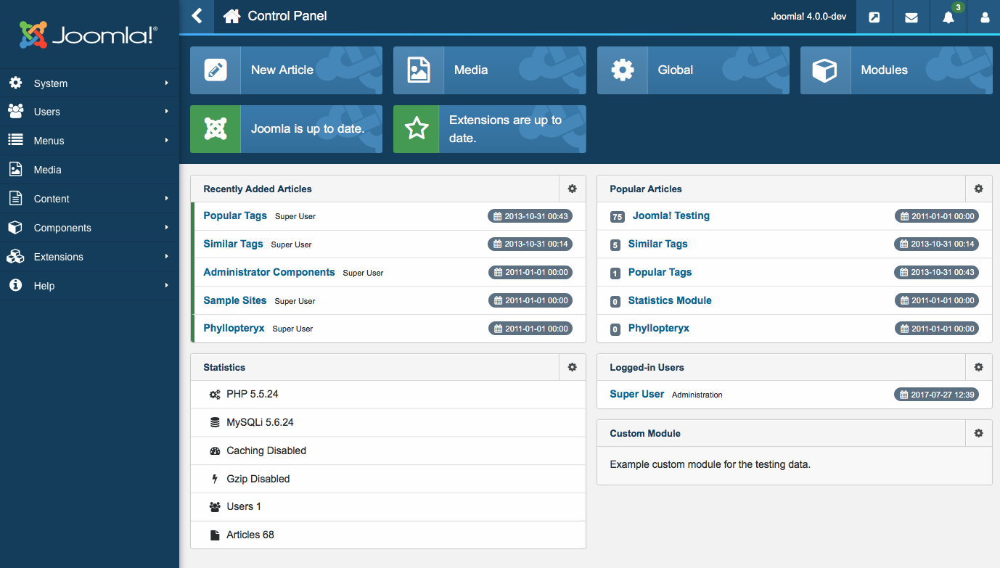 Joomla!®
System
Users
Menus
Media
Content
Components
Extensions
Help
Control Panel
Joomla! 4.0.0-dev
3
New Article
Media
Global
Modules
Joomla is up to date.
Extensions are up to
date.
Recently Added Articles
Popular Tags Super User 2013-10-31 00:43
Similar Tags Super User 2013-10-31 00:14
Administrator Components Super User 2011-01-01 00:00
Sample Sites Super User 2011-01-01 00:00
Phyllopteryx Super User 2011-01-01 00:00
Popular Articles
75 Joomla! Testing 2011-01-01 00:00
5 Similar Tags 2013-10-31 00:14
1 Popular Tags 2013-10-31 00:43
0 Statistics Module 2011-01-01 00:00
0 Phyllopteryx 2011-01-01 00:00
Statistics
PHP 5.5.24
MySQLi 5.6.24
Caching Disabled
Gzip Disabled
Users 1
Articles 68
Logged-in Users
Super User Administration 2017-07-27 12:39
Custom Module
Example custom module for the testing data.